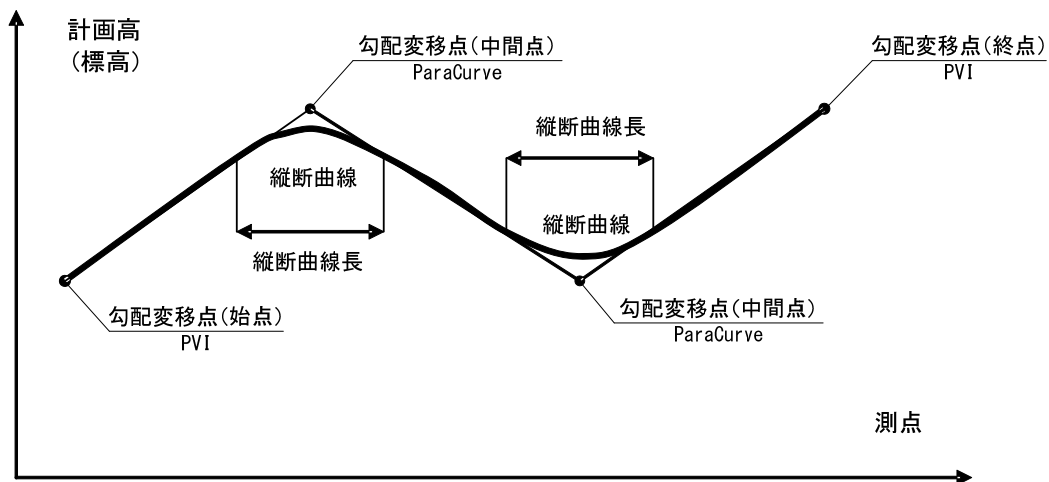 計画高
(標高)
勾配変移点(中間点)
ParaCurve
勾配変移点(終点)
PVI
縦断曲線長
縦断曲線
縦断曲線
縦断曲線長
勾配変移点(始点)
PVI
勾配変移点(中間点)
ParaCurve
測点